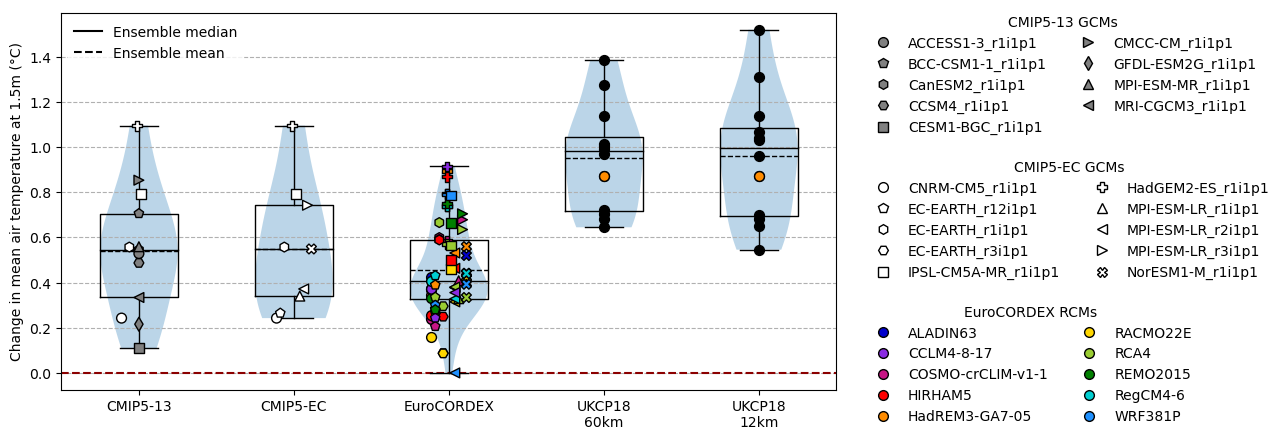 Change in mean air temperature at 1.5m (°C)
1.4
1.2
1.0
0.8
0.6
0.4
0.2
0.0
Ensemble median
Ensemble mean
CMIP5-13
CMIP5-EC
EuroCORDEX
UKCP18
60km
UKCP18
12km
CMIP5-13 GCMs
ACCESS1-3_r1i1p1
BCC-CSM1-1_r1i1p1
CanESM2_r1i1p1
CCSM4_r1i1p1
CESM1-BGC_r1i1p1
CMCC-CM_r1i1p1
GFDL-ESM2G_r1i1p1
MPI-ESM-MR_r1i1p1
MRI-CGCM3_r1i1p1
CMIP5-EC GCMs
CNRM-CM5_r1i1p1
EC-EARTH_r12i1p1
EC-EARTH_r1i1p1
EC-EARTH_r3i1p1
IPSL-CM5A-MR_r1i1p1
HadGEM2-ES_r1i1p1
MPI-ESM-LR_r1i1p1
MPI-ESM-LR_r2i1p1
MPI-ESM-LR_r3i1p1
NorESM1-M_r1i1p1
EuroCORDEX RCMs
ALADIN63
CCLM4-8-17
COSMO-crCLIM-v1-1
HIRHAM5
HadREM3-GA7-05
RACMO22E
RCA4
REMO2015
RegCM4-6
WRF381P